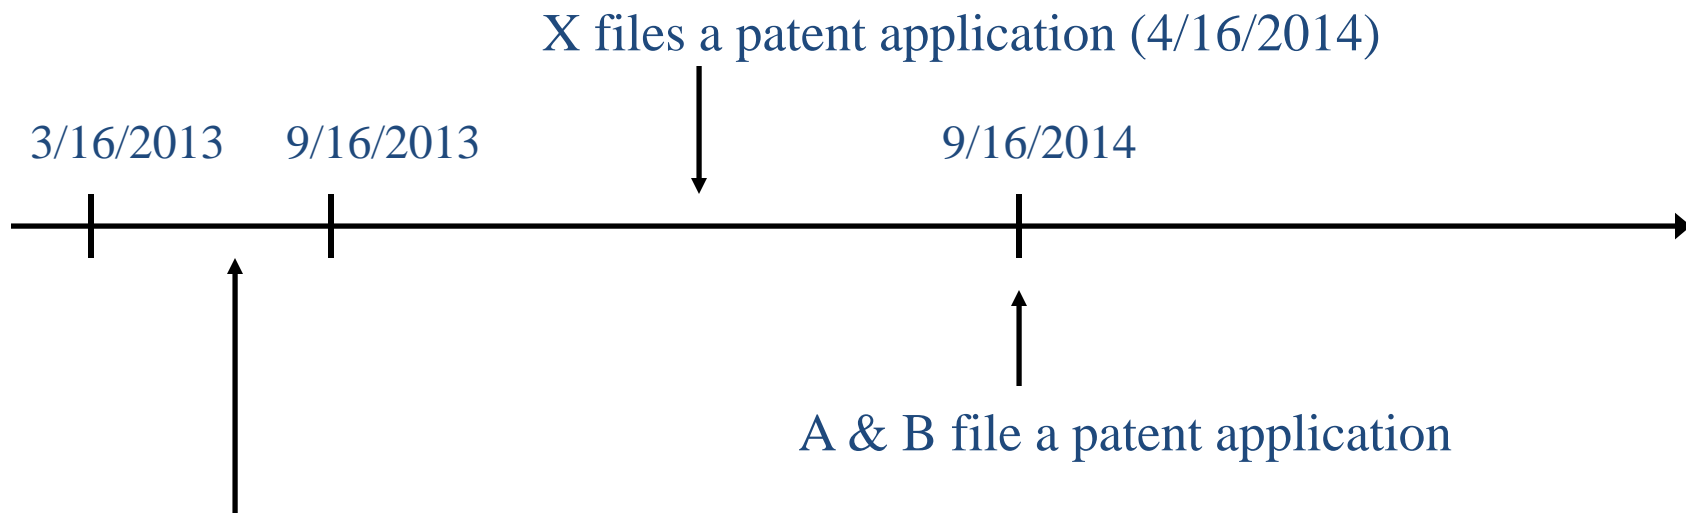 X files a patent application (4/16/2014)
3/16/2013 9/16/2013 9/16/2014
A & B file a patent application